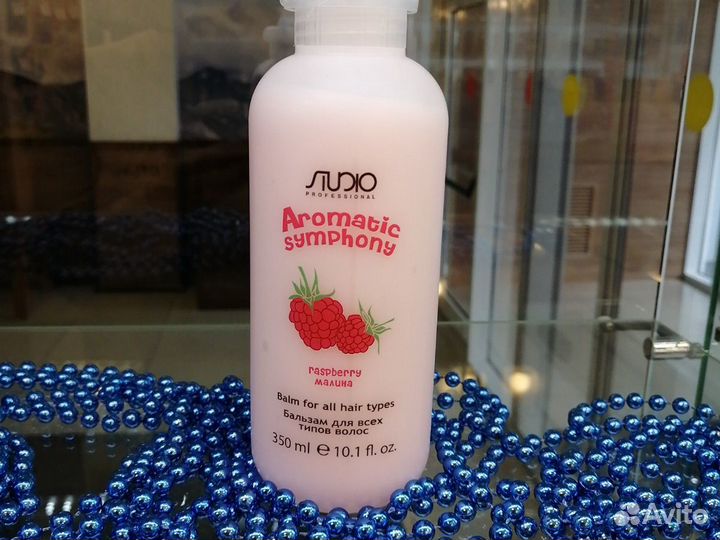 STUDIO
PROFESSIONAL
Aromatic
symphony
raspberry
малина
Balm for all hair types
Бальзам для всех
типов волос
350 ml e 10.1 fl. oz.
Avito